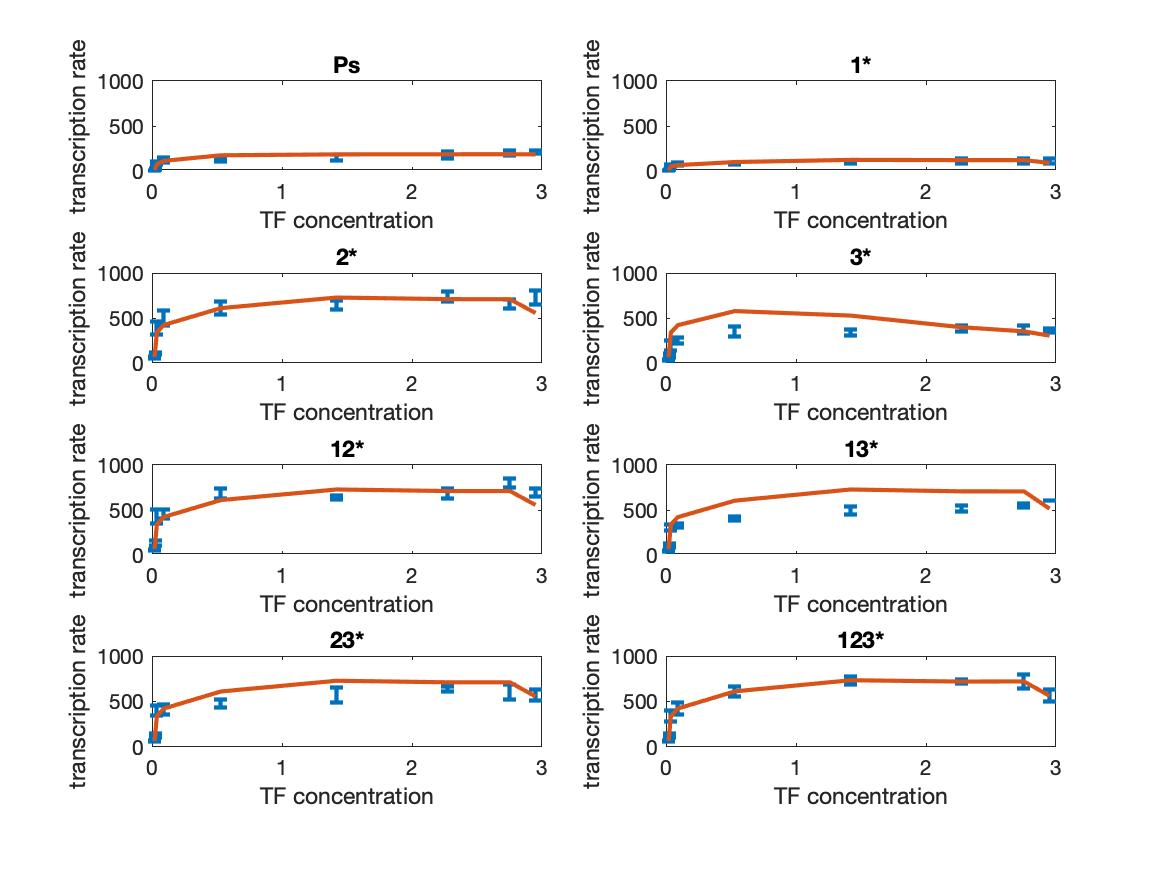 Ps
transcription rate
1000
500
0
0 1 2 3
TF concentration
1*
transcription rate
1000
500
0
0 1 2 3
TF concentration
2*
transcription rate
1000
500
0
0 1 2 3
TF concentration
3*
transcription rate
1000
500
0
0 1 2 3
TF concentration
12*
transcription rate
1000
500
0
0 1 2 3
TF concentration
13*
transcription rate
1000
500
0
0 1 2 3
TF concentration
23*
transcription rate
1000
500
0
0 1 2 3
TF concentration
123*
transcription rate
1000
500
0
0 1 2 3
TF concentration